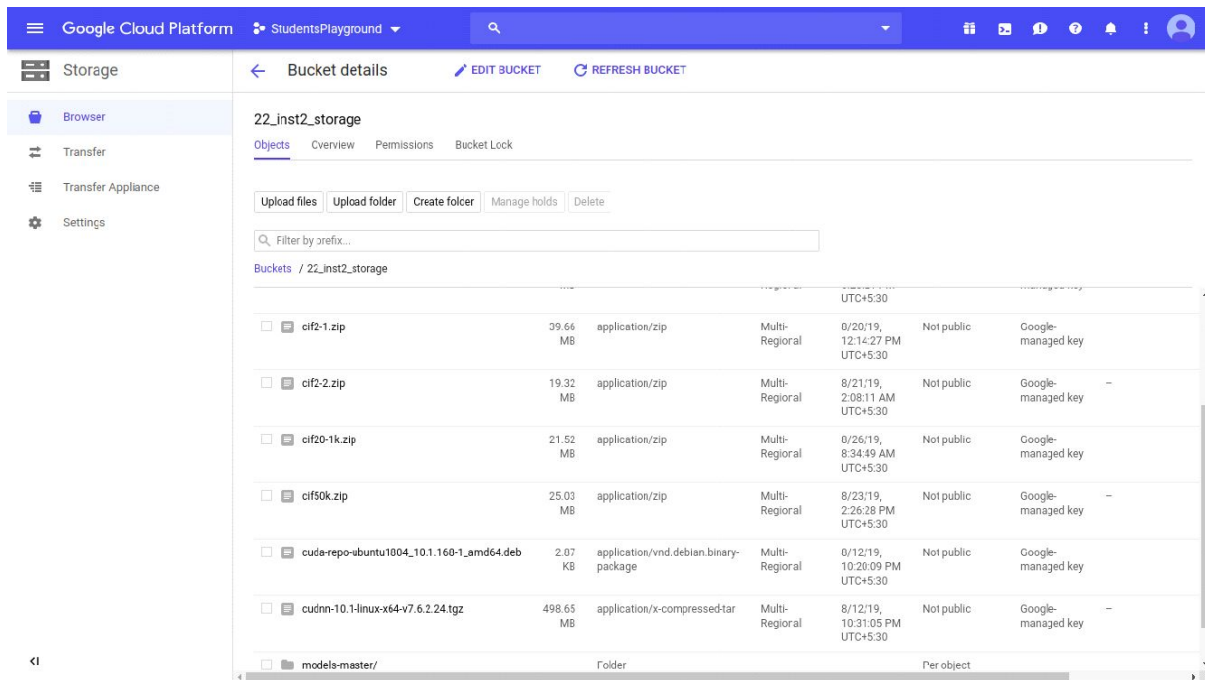 Google Cloud Platform StudentsPlayground
Storage Bucket details EDIT BUCKET REFRESH BUCKET
Browser
Transfer
Transfer Appliance
Settings
22_inst2_storage
Objects Overview Permissions Bucket Lock
Upload files Upload folder Create folcer Manage holds Delete
Filter by prefix...
Buckets / 22_inst2_storage
UTC+5:30
cif2-1.zip 39.66 application/zip Multi- 8/20/19, Not public Google-
MB Regional 12:14:27 PM managed key
UTC+5:30
cif2-2.zip 19.32 application/zip Multi- 8/21/19, Not public Google- –
MB Regional 2:08:11 AM managed key
UTC+5:30
cif20-1k.zip 21.52 application/zip Multi- 8/26/19, Not public Google-
MB Regional 8:34:49 AM managed key
UTC+5:30
cif50k.zip 25.03 application/zip Multi- 8/23/19, Not public Google- –
MB Regional 2:26:28 PM managed key
UTC+5:30
cuda-repo-ubuntu1804_10.1.168-1_amd64.deb 2.87 application/vnd.debian.binary- Multi- 8/12/19, Not public Google-
KB package Regional 10:20:09 PM managed key
UTC+5:30
cudnn-10.1-linux-x64-v7.6.2.24.tgz 498.65 application/x-compressed-tar Multi- 8/12/19, Not public Google- –
MB Regional 10:31:05 PM managed key
UTC+5:30
models-master/ Folder Per object